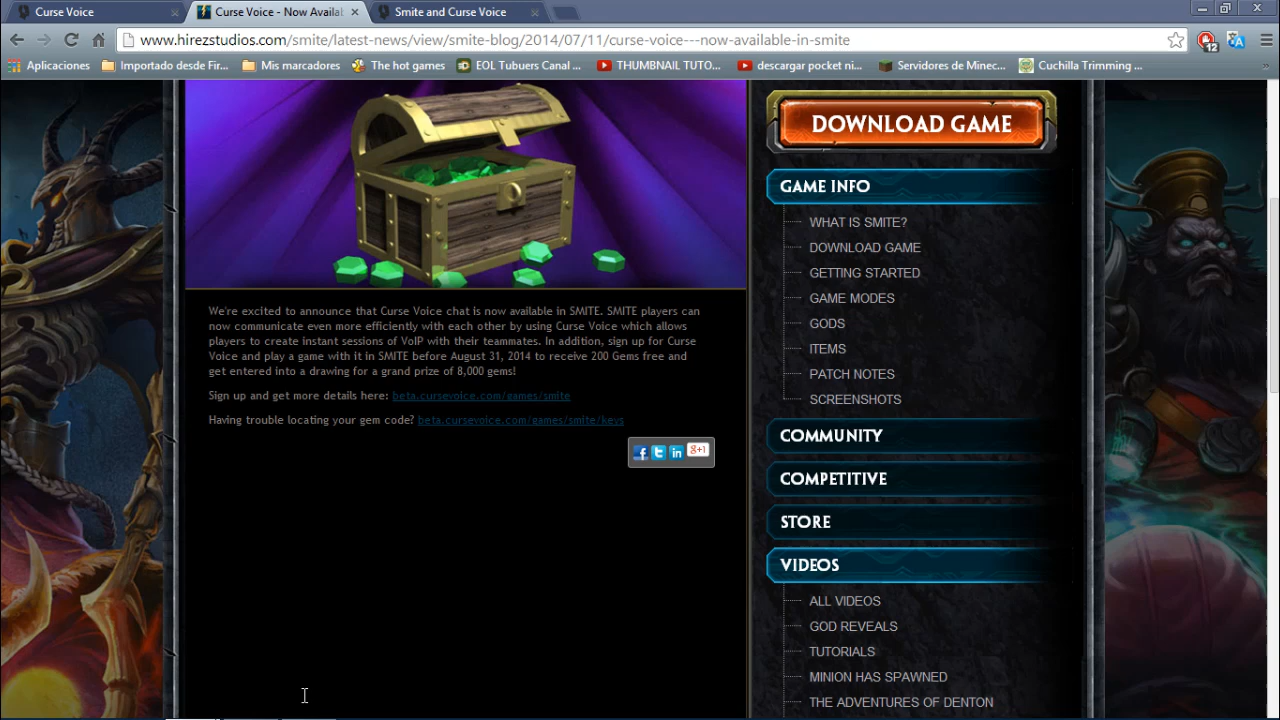 Curse Voice
Curse Voice - Now Availal
Smite and Curse Voice
www.hirezstudios.com/smite/latest-news/view/smite-blog/2014/07/11/curse-voice---now-available-in-smite
12
Aplicaciones
Importado desde Fir...
Mis marcadores
The hot games
EOL Tubuers Canal ...
THUMBNAIL TUTO...
descargar pocket ni...
Servidores de Minec...
Cuchilla Trimming ...
»
We're excited to announce that Curse Voice chat is now available in SMITE. SMITE players can
now communicate even more efficiently with each other by using Curse Voice which allows
players to create instant sessions of VoIP with their teammates. In addition, sign up for Curse
Voice and play a game with it in SMITE before August 31, 2014 to receive 200 Gems free and
get entered into a drawing for a grand prize of 8,000 gems!
Sign up and get more details here: beta.cursevoice.com/games/smite
Having trouble locating your gem code? beta.cursevoice.com/games/smite/keys
f t in g+1
DOWNLOAD GAME
GAME INFO
WHAT IS SMITE?
DOWNLOAD GAME
GETTING STARTED
GAME MODES
GODS
ITEMS
PATCH NOTES
SCREENSHOTS
COMMUNITY
COMPETITIVE
STORE
VIDEOS
ALL VIDEOS
GOD REVEALS
TUTORIALS
MINION HAS SPAWNED
THE ADVENTURES OF DENTON